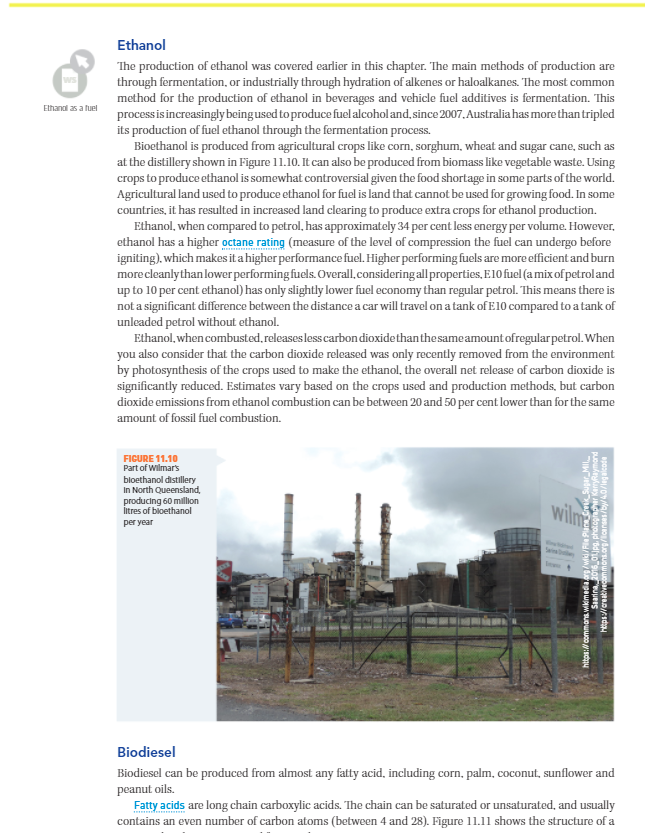 Ethanol
The production of ethanol was covered earlier in this chapter. The main methods of production are
through fermentation, or industrially through hydration of alkenes or haloalkanes. The most common
method for the production of ethanol in beverages and vehicle fuel additives is fermentation. This
process is increasingly being used to produce fuel alcohol and, since 2007, Australia has more than tripled
its production of fuel ethanol through the fermentation process.
WS
Ethanol as a fuel
Bioethanol is produced from agricultural crops like corn, sorghum, wheat and sugar cane, such as
at the distillery shown in Figure 11.10. It can also be produced from biomass like vegetable waste. Using
crops to produce ethanol is somewhat controversial given the food shortage in some parts of the world.
Agricultural land used to produce ethanol for fuel is land that cannot be used for growing food. In some
countries, it has resulted in increased land clearing to produce extra crops for ethanol production.
Ethanol, when compared to petrol, has approximately 34 per cent less energy per volume. However,
ethanol has a higher octane rating (measure of the level of compression the fuel can undergo before
igniting), which makes it a higher performance fuel. Higher performing fuels are more efficient and burn
more cleanly than lower performing fuels. Overall, considering all properties, E10 fuel (a mix of petrol and
up to 10 per cent ethanol) has only slightly lower fuel economy than regular petrol. This means there is
not a significant difference between the distance a car will travel on a tank of E10 compared to a tank of
unleaded petrol without ethanol.
Ethanol, when combusted, releases less carbon dioxide than the same amount of regular petrol. When
you also consider that the carbon dioxide released was only recently removed from the environment
by photosynthesis of the crops used to make the ethanol, the overall net release of carbon dioxide is
significantly reduced. Estimates vary based on the crops used and production methods, but carbon
dioxide emissions from ethanol combustion can be between 20 and 50 per cent lower than for the same
amount of fossil fuel combustion.
FIGURE 11.10
Part of Wilmar's
bioethanol distillery
in North Queensland,
producing 60 million
litres of bioethanol
per year
wilm
Sarina Distillery
https://commons.wikimedia.org/wiki/File:Plane_Creek_Sugar_Mill,_
Saarina,_2016_01.jpg, photographer KerryRaymond
https://creativecommons.org/licenses/by/4.0/legalcode
Biodiesel
Biodiesel can be produced from almost any fatty acid, including corn, palm, coconut, sunflower and
peanut oils.
Fatty acids are long chain carboxylic acids. The chain can be saturated or unsaturated, and usually
contains an even number of carbon atoms (between 4 and 28). Figure 11.11 shows the structure of a